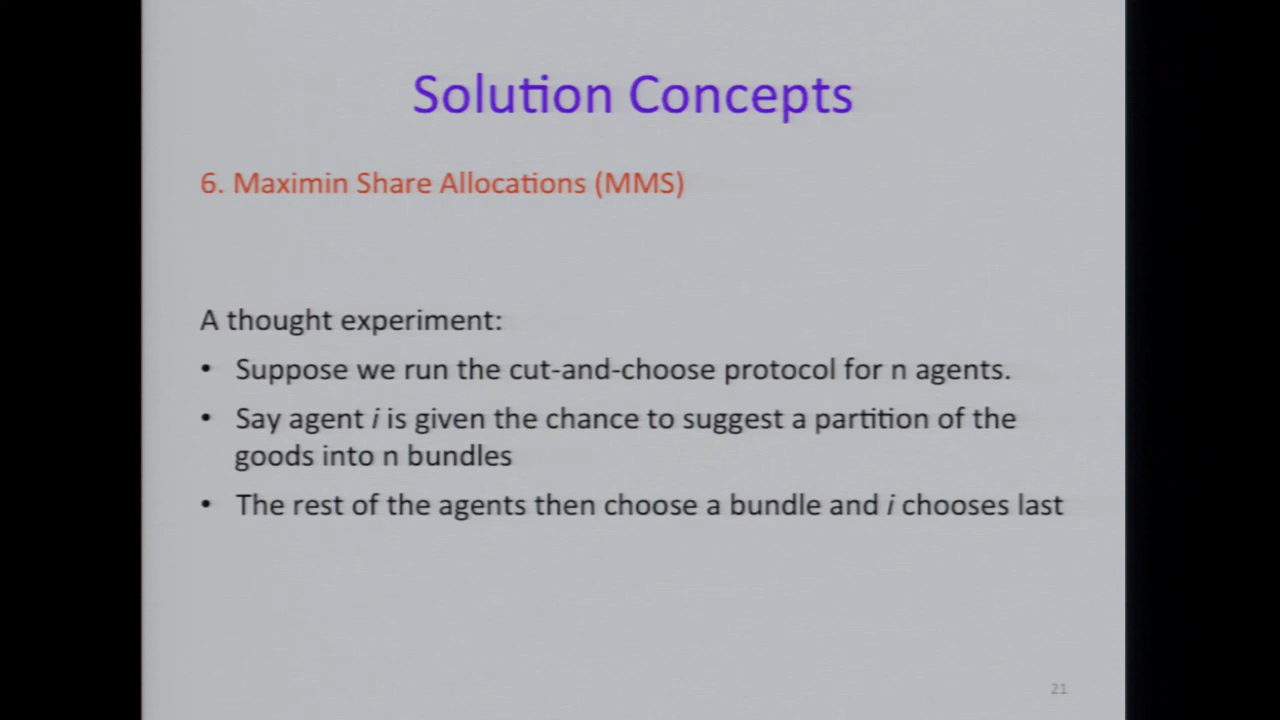 Solution Concepts
6. Maximin Share Allocations (MMS)
A thought experiment:
• Suppose we run the cut-and-choose protocol for n agents.
• Say agent i is given the chance to suggest a partition of the
goods into n bundles
• The rest of the agents then choose a bundle and i chooses last
21